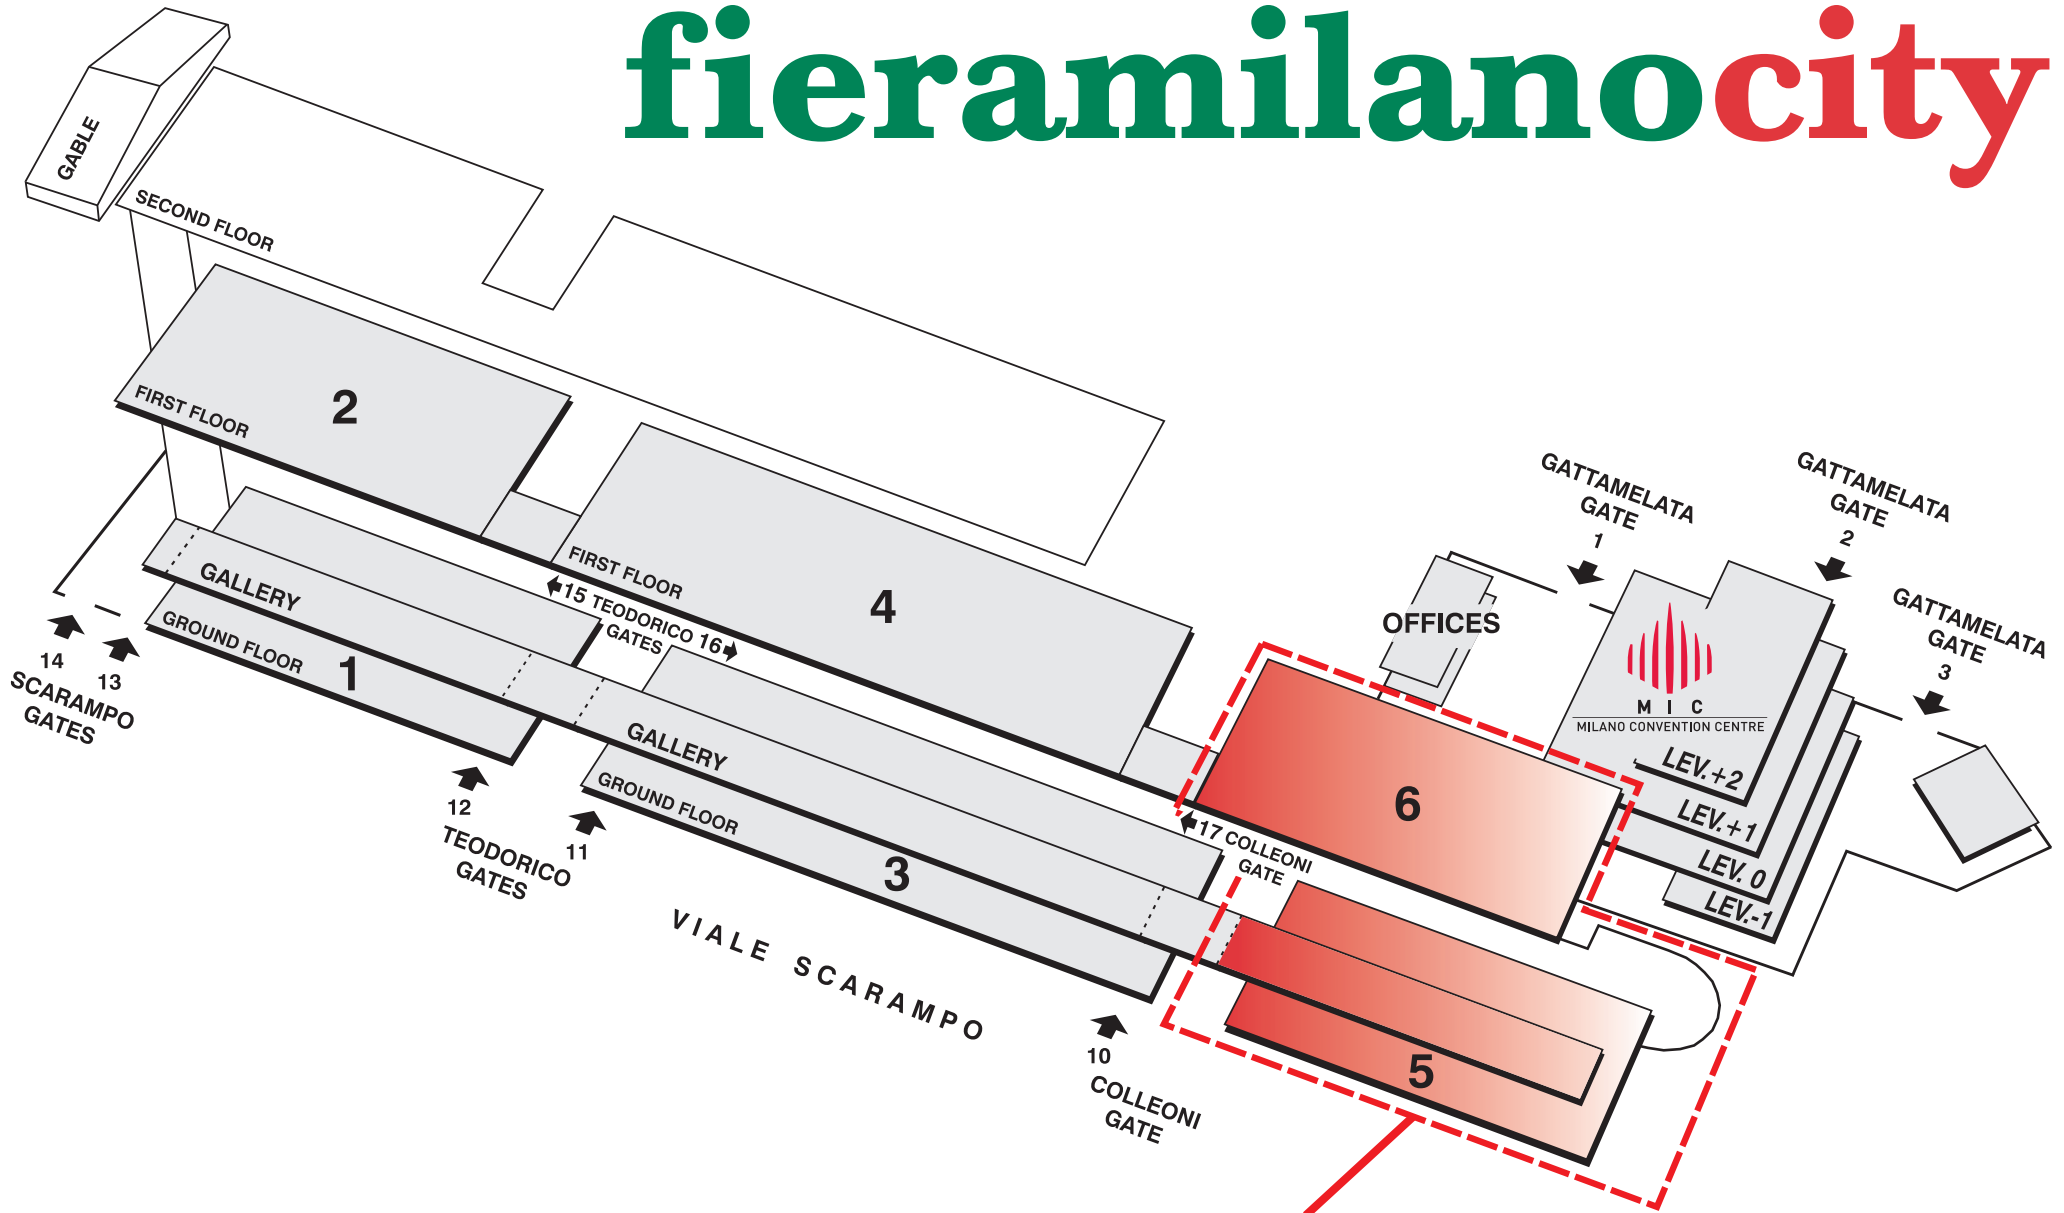 fieramilanocity
GABLE
SECOND FLOOR
2
FIRST FLOOR
4
FIRST FLOOR
GALLERY
GROUND FLOOR
1
15 TEODORICO 16
GATES
GALLERY
GROUND FLOOR
3
14
13
SCARAMPO
GATES
12
11
TEODORICO
GATES
VIALE SCARAMPO
10
COLLEONI
GATE
17 COLLEONI
GATE
6
5
OFFICES
GATTAMELATA
GATE
1
GATTAMELATA
GATE
2
GATTAMELATA
GATE
3
MIC
MILANO CONVENTION CENTRE
LEV.+2
LEV.+1
LEV. 0
LEV.-1